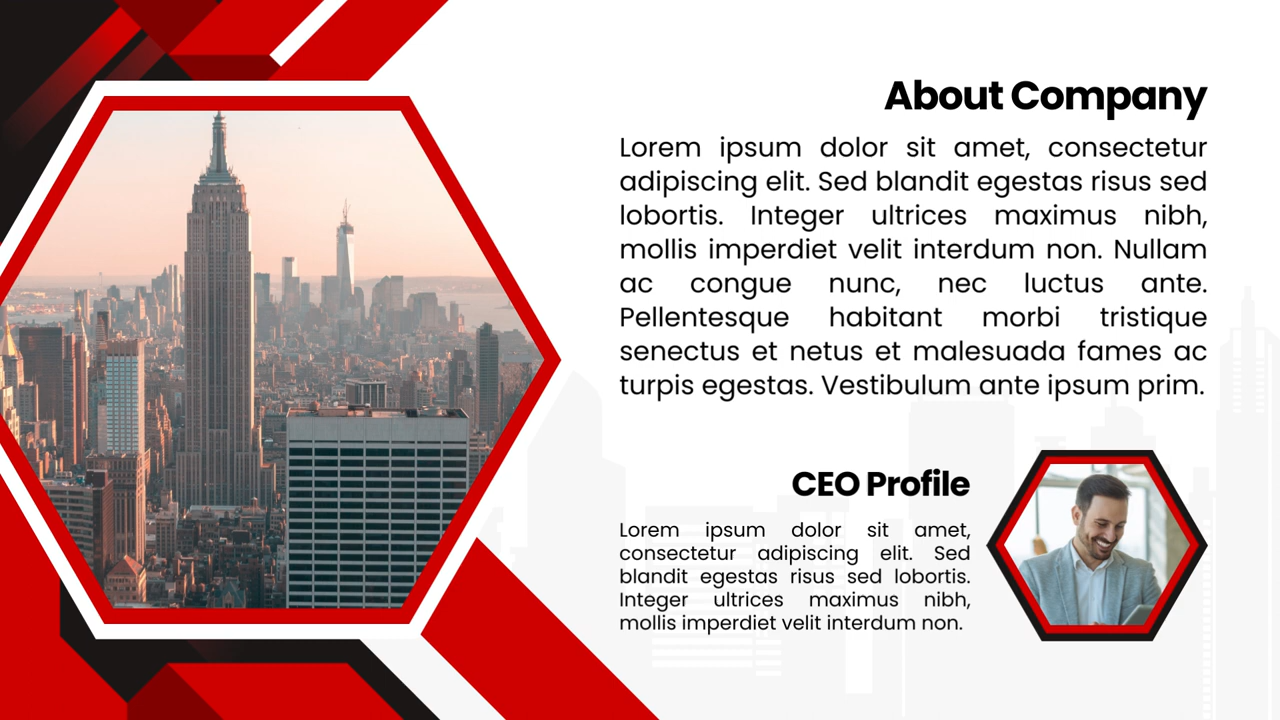 About Company
Lorem ipsum dolor sit amet, consectetur
adipiscing elit. Sed blandit egestas risus sed
lobortis. Integer ultrices maximus nibh,
mollis imperdiet velit interdum non. Nullam
ac congue nunc, nec luctus ante.
Pellentesque habitant morbi tristique
senectus et netus et malesuada fames ac
turpis egestas. Vestibulum ante ipsum prim.
CEO Profile
Lorem ipsum dolor sit amet,
consectetur adipiscing elit. Sed
blandit egestas risus sed lobortis.
Integer ultrices maximus nibh,
mollis imperdiet velit interdum non.